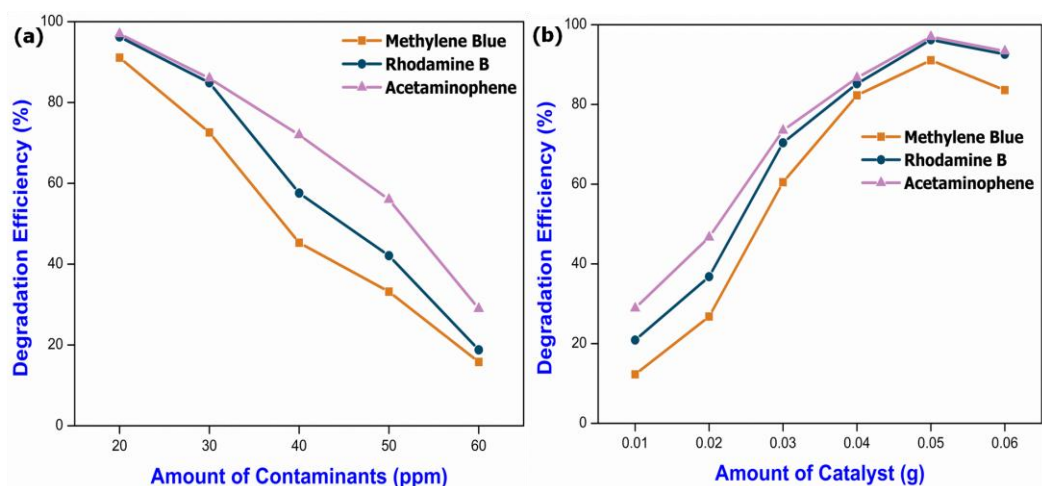 (a)
Methylene Blue
Rhodamine B
Acetaminophene
Degradation Efficiency (%)
100
80
60
40
20
0
20 30 40 50 60
Amount of Contaminants (ppm)
(b)
Methylene Blue
Rhodamine B
Acetaminophene
Degradation Efficiency (%)
100
80
60
40
20
0
0.01 0.02 0.03 0.04 0.05 0.06
Amount of Catalyst (g)